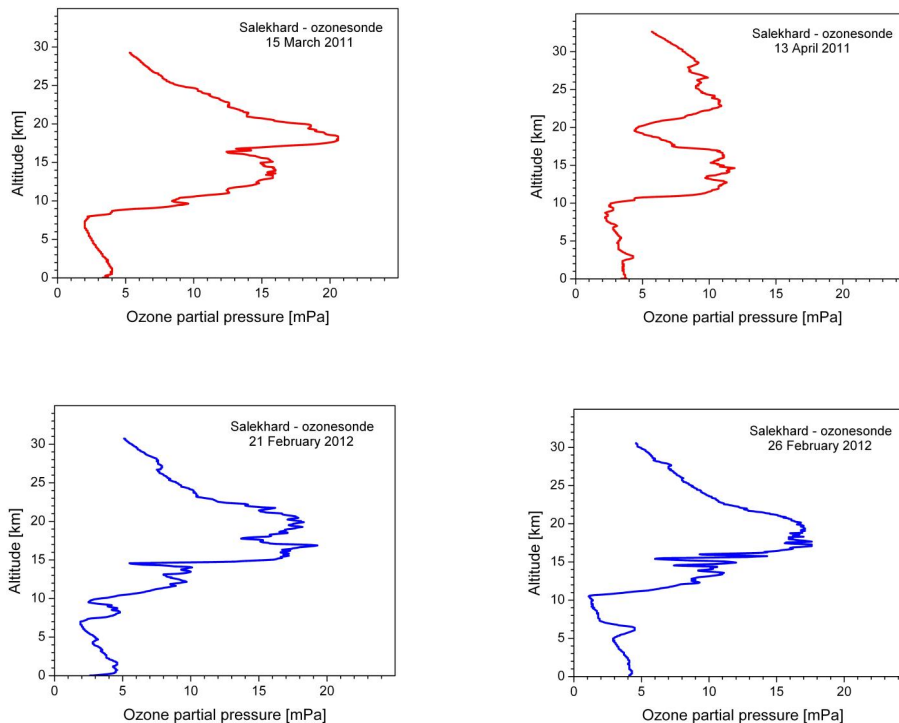 Salekhard - ozonesonde
15 March 2011
Altitude [km]
30
25
20
15
10
5
0
0 5 10 15 20
Ozone partial pressure [mPa]
Salekhard - ozonesonde
13 April 2011
Altitude [km]
30
25
20
15
10
5
0
0 5 10 15 20
Ozone partial pressure [mPa]
Salekhard - ozonesonde
21 February 2012
Altitude [km]
30
25
20
15
10
5
0
0 5 10 15 20
Ozone partial pressure [mPa]
Salekhard - ozonesonde
26 February 2012
Altitude [km]
30
25
20
15
10
5
0
0 5 10 15 20
Ozone partial pressure [mPa]